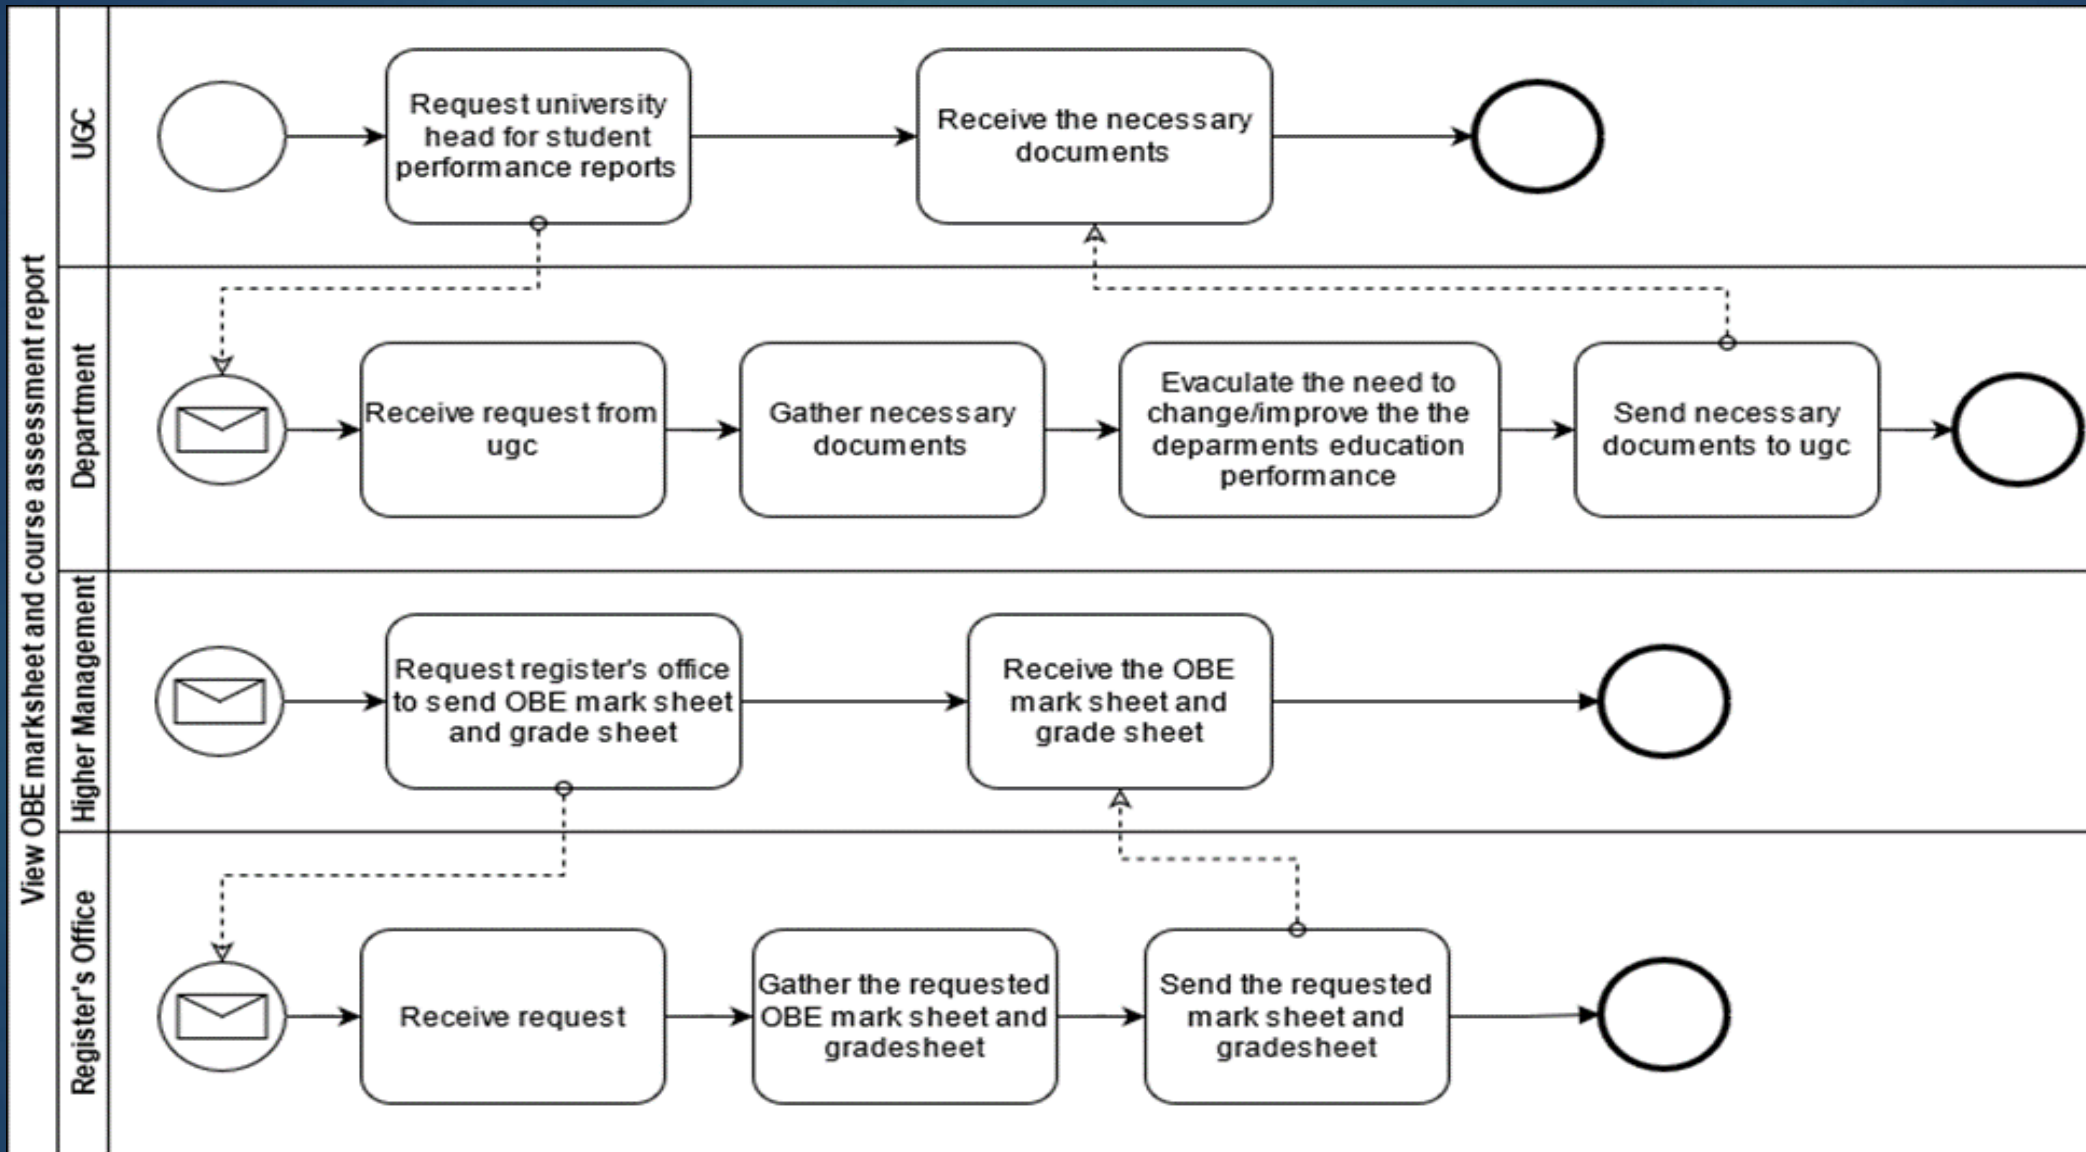 View OBE marksheet and course assessment report
UGC
Request university
head for student
performance reports
Receive the necessary
documents
Department
Receive request from
ugc
Gather necessary
documents
Evaculate the need to
change/improve the the
deparments education
performance
Send necessary
documents to ugc
Higher Management
Request register's office
to send OBE mark sheet
and grade sheet
Receive the OBE
mark sheet and
grade sheet
Register's Office
Receive request
Gather the requested
OBE mark sheet and
gradesheet
Send the requested
mark sheet and
gradesheet